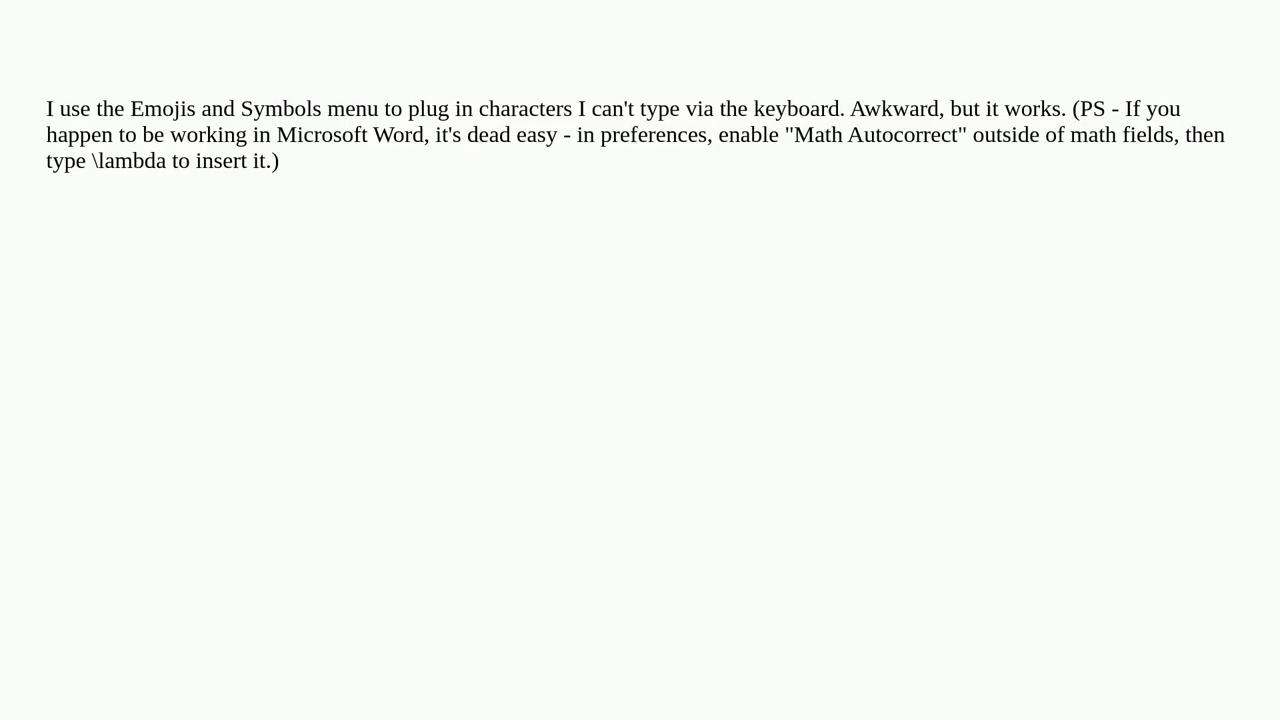 I use the Emojis and Symbols menu to plug in characters I can't type via the keyboard. Awkward, but it works. (PS - If you
happen to be working in Microsoft Word, it's dead easy - in preferences, enable "Math Autocorrect" outside of math fields, then
type \lambda to insert it.)